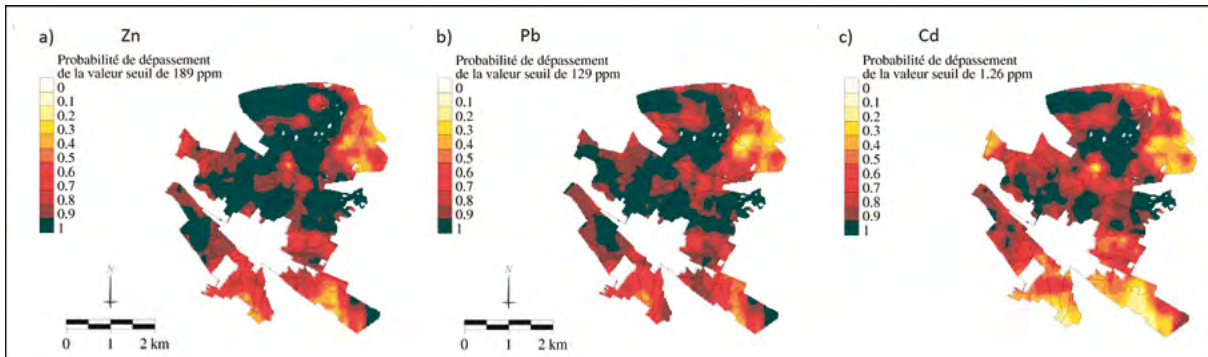 a) Zn
Probabilité de dépassement
de la valeur seuil de 189 ppm
0
0.1
0.2
0.3
0.4
0.5
0.6
0.7
0.8
0.9
1
N
0 1 2 km
b) Pb
Probabilité de dépassement
de la valeur seuil de 129 ppm
0
0.1
0.2
0.3
0.4
0.5
0.6
0.7
0.8
0.9
1
N
0 1 2 km
c) Cd
Probabilité de dépassement
de la valeur seuil de 1.26 ppm
0
0.1
0.2
0.3
0.4
0.5
0.6
0.7
0.8
0.9
1
N
0 1 2 km